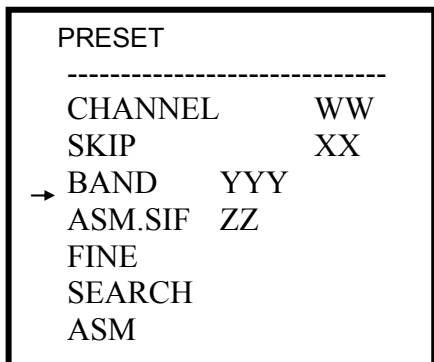 PRESET
------------------------------
CHANNEL WW
SKIP XX
→ BAND YYY
ASM.SIF ZZ
FINE
SEARCH
ASM